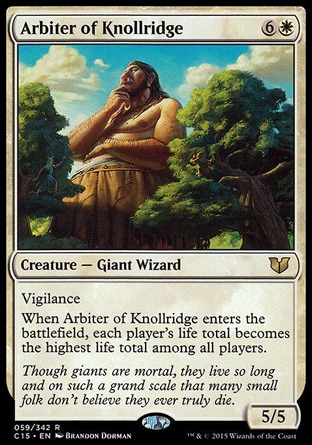 Arbiter of Knollridge 6
Creature — Giant Wizard
Vigilance
When Arbiter of Knollridge enters the
battlefield, each player's life total becomes
the highest life total among all players.
Though giants are mortal, they live so long
and on such a grand scale that many small
folk don't believe they ever truly die.
5/5
059/342 R
C15 • EN Brandon Dorman ™ & © 2015 Wizards of the Coast